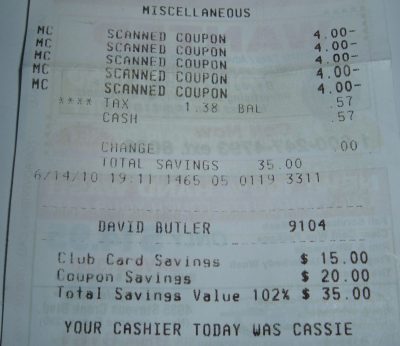 MISCELLANEOUS
MC SCANNED COUPON 4.00-
MC SCANNED COUPON 4.00-
MC SCANNED COUPON 4.00-
MC SCANNED COUPON 4.00-
MC SCANNED COUPON 4.00-
**** TAX 1.38 BAL .57
CASH .57
CHANGE .00
TOTAL SAVINGS 35.00
6/14/10 19:11 1465 05 0119 3311
DAVID BUTLER 9104
Club Card Savings $ 15.00
Coupon Savings $ 20.00
Total Savings Value 102% $ 35.00
YOUR CASHIER TODAY WAS CASSIE